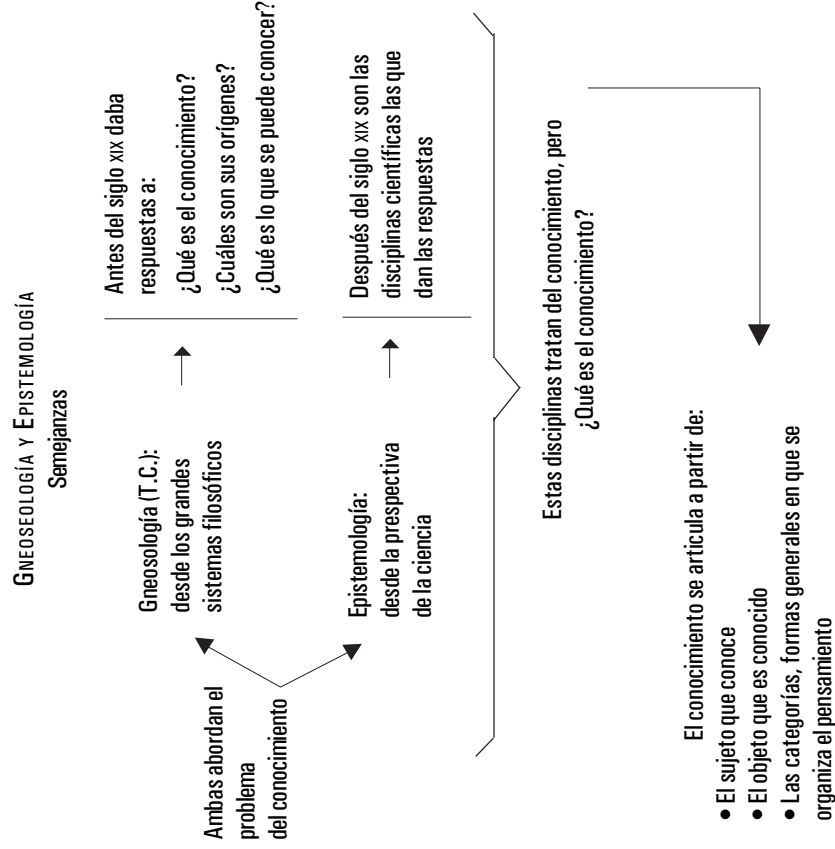 GNEOSEOLOGÍA Y EPISTEMOLOGÍA
Semejanzas
Ambas abordan el
problema
del conocimiento
Gneosología (T.C.):
desde los grandes
sistemas filosóficos
Antes del siglo XIX daba
respuestas a:
¿Qué es el conocimiento?
¿Cuáles son sus orígenes?
¿Qué es lo que se puede conocer?
Epistemología:
desde la prespectiva
de la ciencia
Después del siglo XIX son las
disciplinas científicas las que
dan las respuestas
Estas disciplinas tratan del conocimiento, pero
¿Qué es el conocimiento?
El conocimiento se articula a partir de:
• El sujeto que conoce
• El objeto que es conocido
• Las categorías, formas generales en que se
organiza el pensamiento